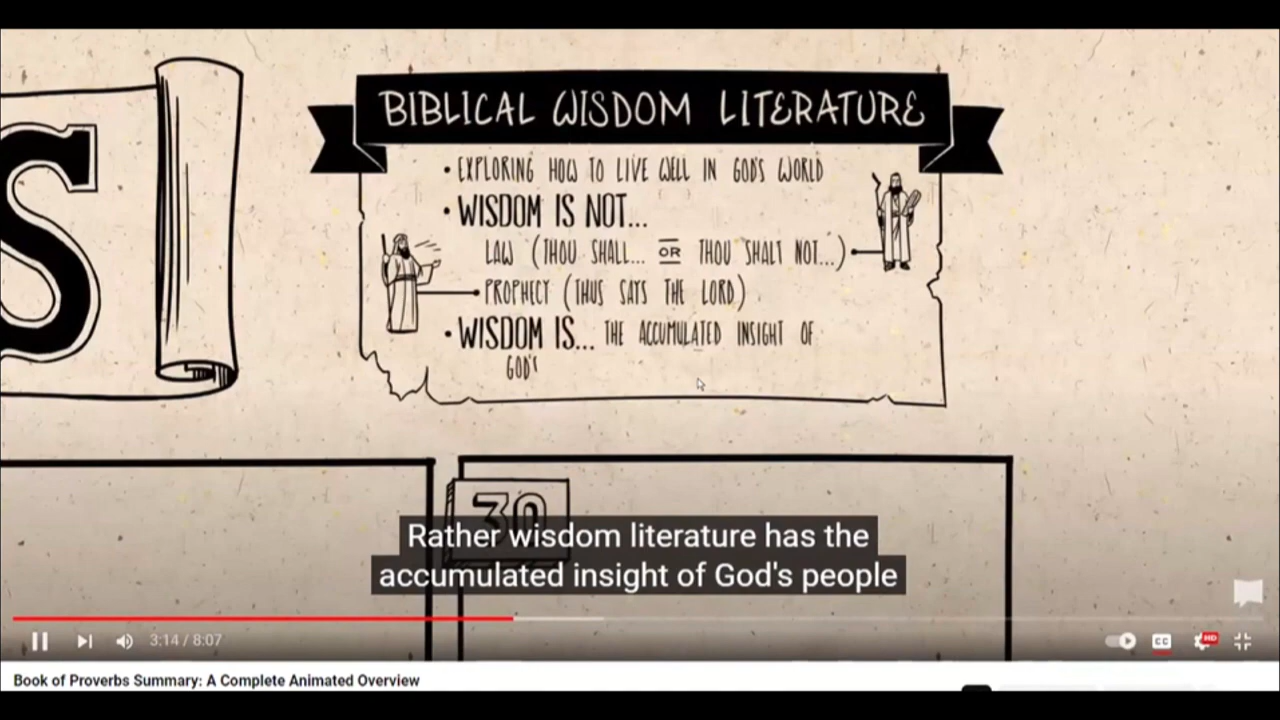 S
BIBLICAL WISDOM LITERATURE
• EXPLORING HOW TO LIVE WELL IN GOD'S WORLD
• WISDOM IS NOT...
LAW (THOU SHALL... OR THOU SHALT NOT...)
PROPHECY (THUS SAYS THE LORD)
• WISDOM IS... THE ACCUMULATED INSIGHT OF
GOD'S
30
Rather wisdom literature has the
accumulated insight of God's people
3:14 / 8:07
CC
HD
Book of Proverbs Summary: A Complete Animated Overview